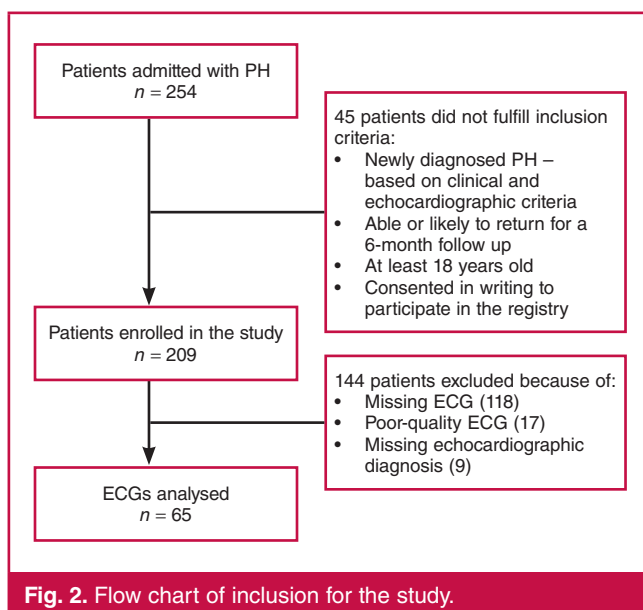 Patients admitted with PH
n = 254
45 patients did not fulfill inclusion
criteria:
• Newly diagnosed PH –
based on clinical and
echocardiographic criteria
• Able or likely to return for a
6-month follow up
• At least 18 years old
• Consented in writing to
participate in the registry
Patients enrolled in the study
n = 209
144 patients excluded because of:
• Missing ECG (118)
• Poor-quality ECG (17)
• Missing echocardiographic
diagnosis (9)
ECGs analysed
n = 65
Fig. 2. Flow chart of inclusion for the study.